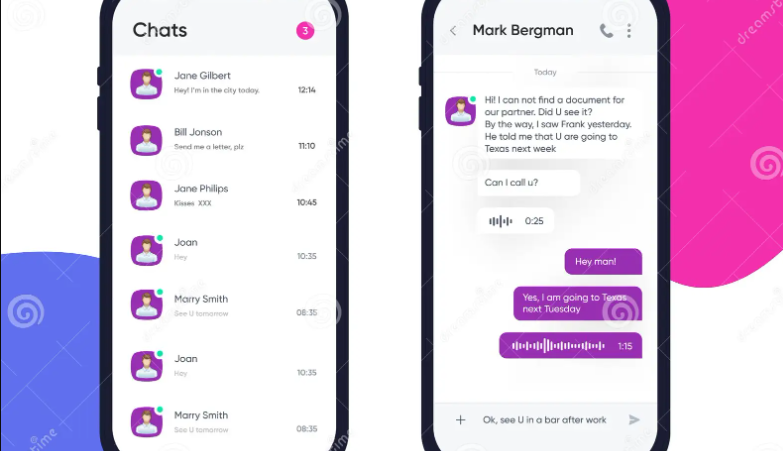 Chats
3
Jane Gilbert
Hey! I'm in the city today.
12:14
Bill Jonson
Send me a letter, plz
11:10
Jane Philips
Kisses XXX
10:45
Joan
Hey
10:35
Marry Smith
See U tomorrow
08:35
Joan
Hey
10:35
Marry Smith
See U tomorrow
08:35
Mark Bergman
Today
Hi! I can not find a document for
our partner. Did U see it?
By the way, I saw Frank yesterday.
He told me that U are going to
Texas next week
Can I call u?
0:25
Hey man!
Yes, I am going to Texas
next Tuesday
1:15
Ok, see U in a bar after work